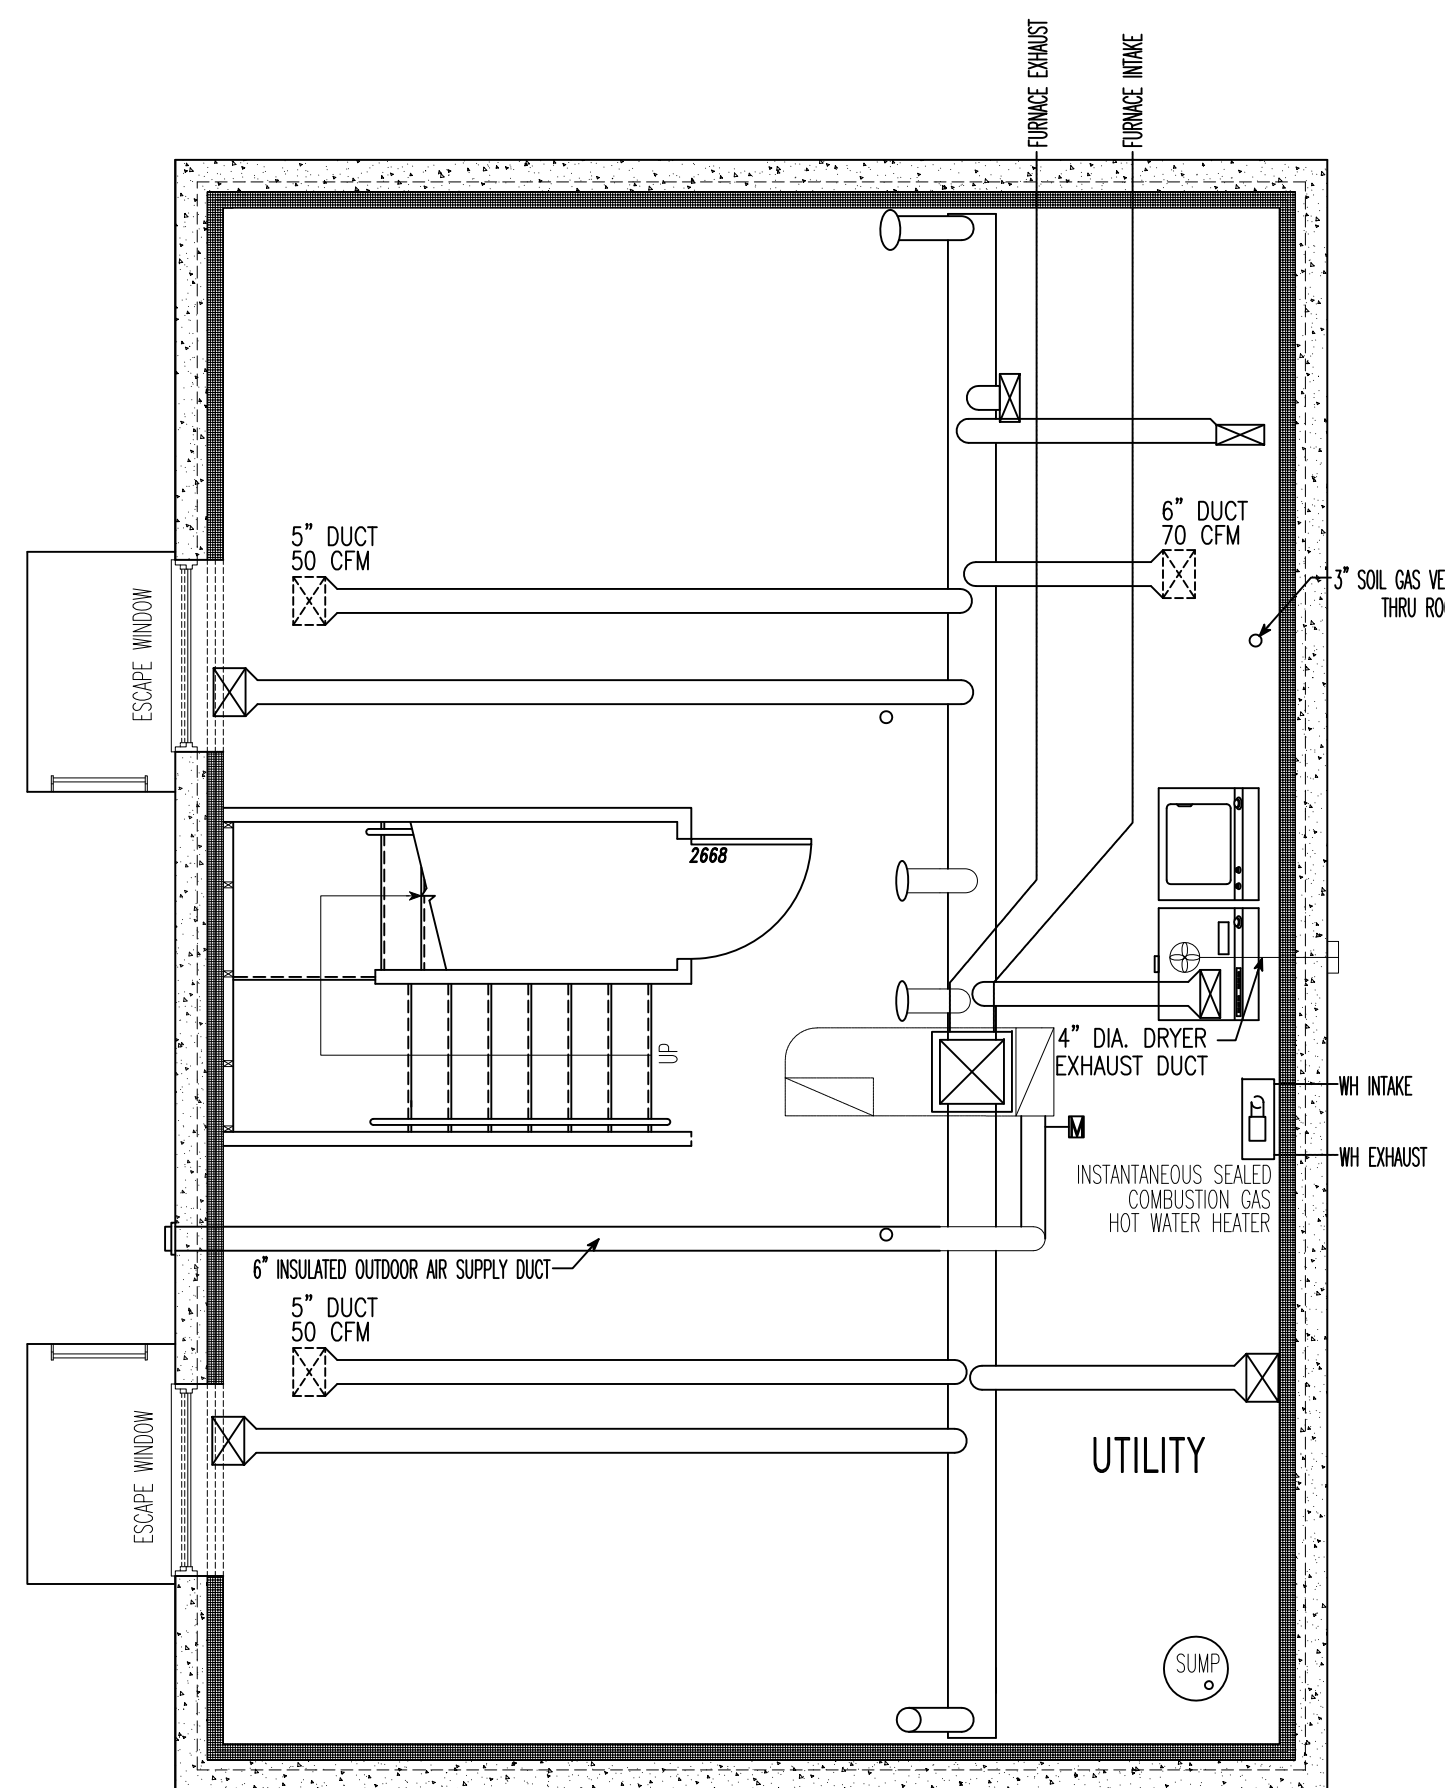 FURNACE EXHAUST
FURNACE INTAKE
5” DUCT
50 CFM
6” DUCT
70 CFM
3” SOIL GAS
THRU
ESCAPE WINDOW
2668
UP
4” DIA. DRYER
EXHAUST DUCT
WH INTAKE
M
WH EXHAUST
INSTANTANEOUS SEALED
COMBUSTION GAS
HOT WATER HEATER
6” INSULATED OUTDOOR AIR SUPPLY DUCT
5” DUCT
50 CFM
ESCAPE WINDOW
UTILITY
SUMP